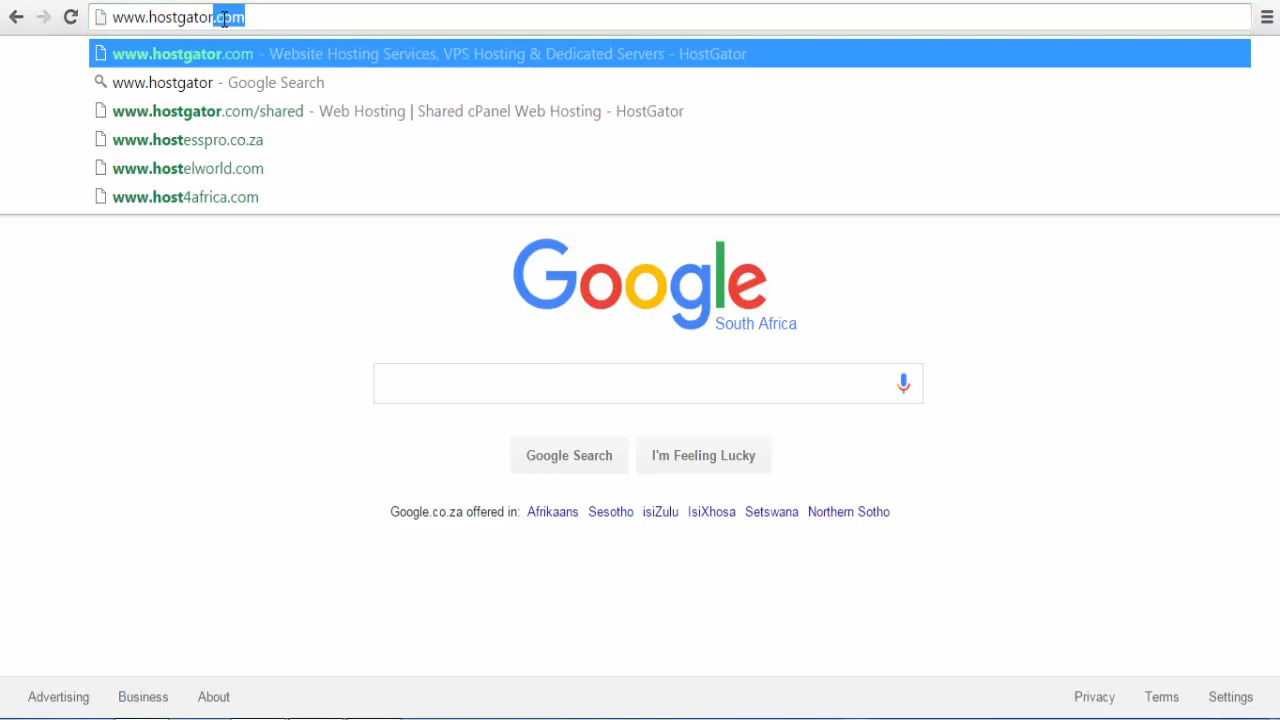 www.hostgator.com
www.hostgator.com - Website Hosting Services, VPS Hosting & Dedicated Servers - HostGator
www.hostgator - Google Search
www.hostgator.com/shared - Web Hosting | Shared cPanel Web Hosting - HostGator
www.hostesspro.co.za
www.hostelworld.com
www.host4africa.com
Google
South Africa
Google Search I'm Feeling Lucky
Google.co.za offered in: Afrikaans Sesotho isiZulu IsiXhosa Setswana Northern Sotho
Advertising Business About Privacy Terms Settings